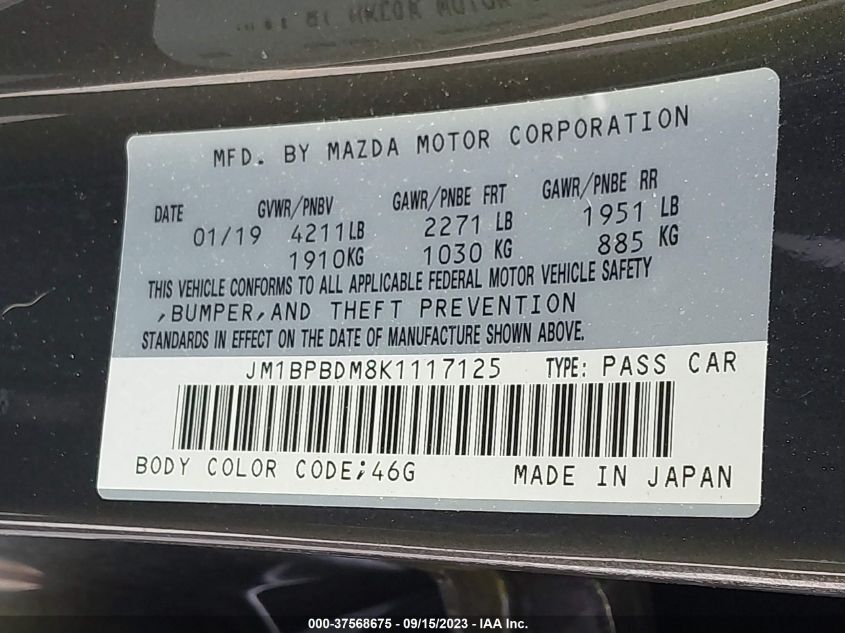 MFD. BY MAZDA MOTOR CORPORATION
DATE GVWR/PNBV GAWR/PNBE FRT GAWR/PNBE RR
01/19 4211LB 2271 LB 1951 LB
1910KG 1030 KG 885 KG
THIS VEHICLE CONFORMS TO ALL APPLICABLE FEDERAL MOTOR VEHICLE SAFETY
,BUMPER,AND THEFT PREVENTION
STANDARDS IN EFFECT ON THE DATE OF MANUFACTURE SHOWN ABOVE.
JM1BPBDM8K1117125 TYPE: PASS CAR
BODY COLOR CODE;46G MADE IN JAPAN
000-37568675 - 09/15/2023 - IAA Inc.